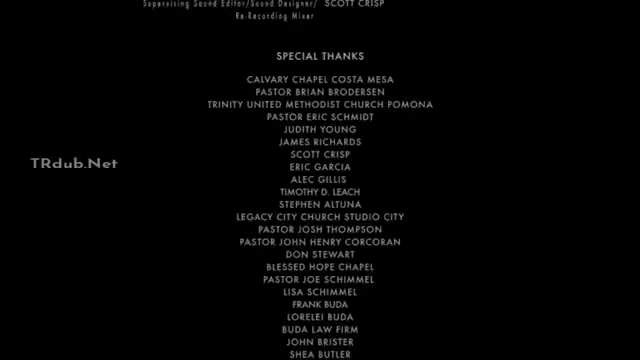 Supervising Sound Editor/Sound Designer/ SCOTT CRISP
Re-Recording Mixer
SPECIAL THANKS
CALVARY CHAPEL COSTA MESA
PASTOR BRIAN BRODERSEN
TRINITY UNITED METHODIST CHURCH POMONA
PASTOR ERIC SCHMIDT
JUDITH YOUNG
JAMES RICHARDS
SCOTT CRISP
TRdub.Net
ERIC GARCIA
ALEC GILLIS
TIMOTHY D. LEACH
STEPHEN ALTUNA
LEGACY CITY CHURCH STUDIO CITY
PASTOR JOSH THOMPSON
PASTOR JOHN HENRY CORCORAN
DON STEWART
BLESSED HOPE CHAPEL
PASTOR JOE SCHIMMEL
LISA SCHIMMEL
FRANK BUDA
LORELEI BUDA
BUDA LAW FIRM
JOHN BRISTER
SHEA BUTLER